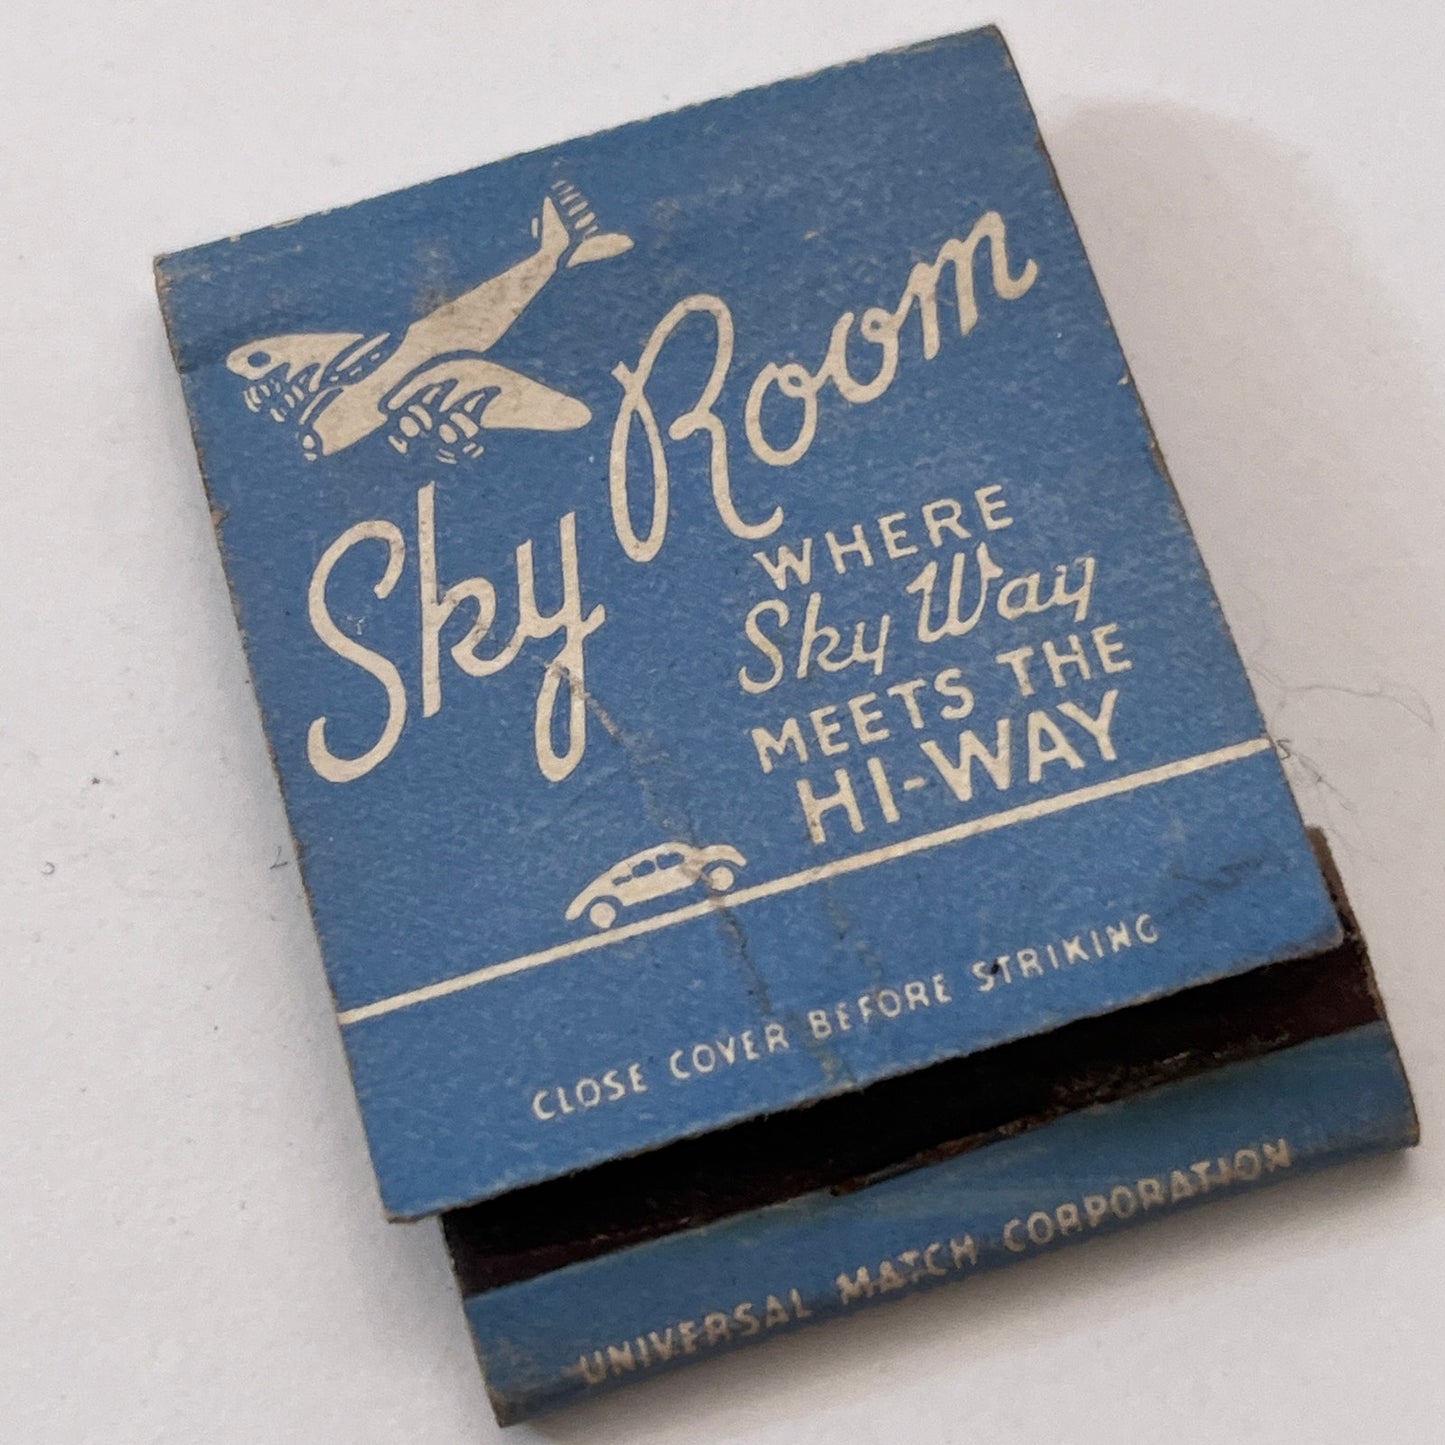 Sky Room
WHERE
Sky Way
MEETS THE
HI-WAY
CLOSE COVER BEFORE STRIKING
UNIVERSAL MATCH CORPORATION